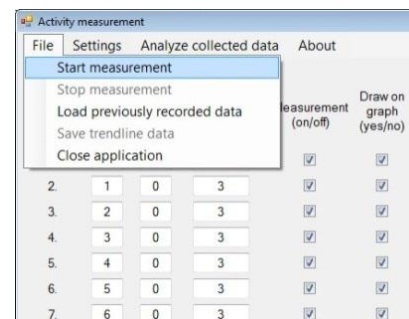 Activity measurement
File Settings Analyze collected data About
Start measurement
Stop measurement
Load previously recorded data
Save trendline data
Close application
easurement
(on/off)
Draw on
graph
(yes/no)
2. 1 0 3
3. 2 0 3
4. 3 0 3
5. 4 0 3
6. 5 0 3
7. 6 0 3